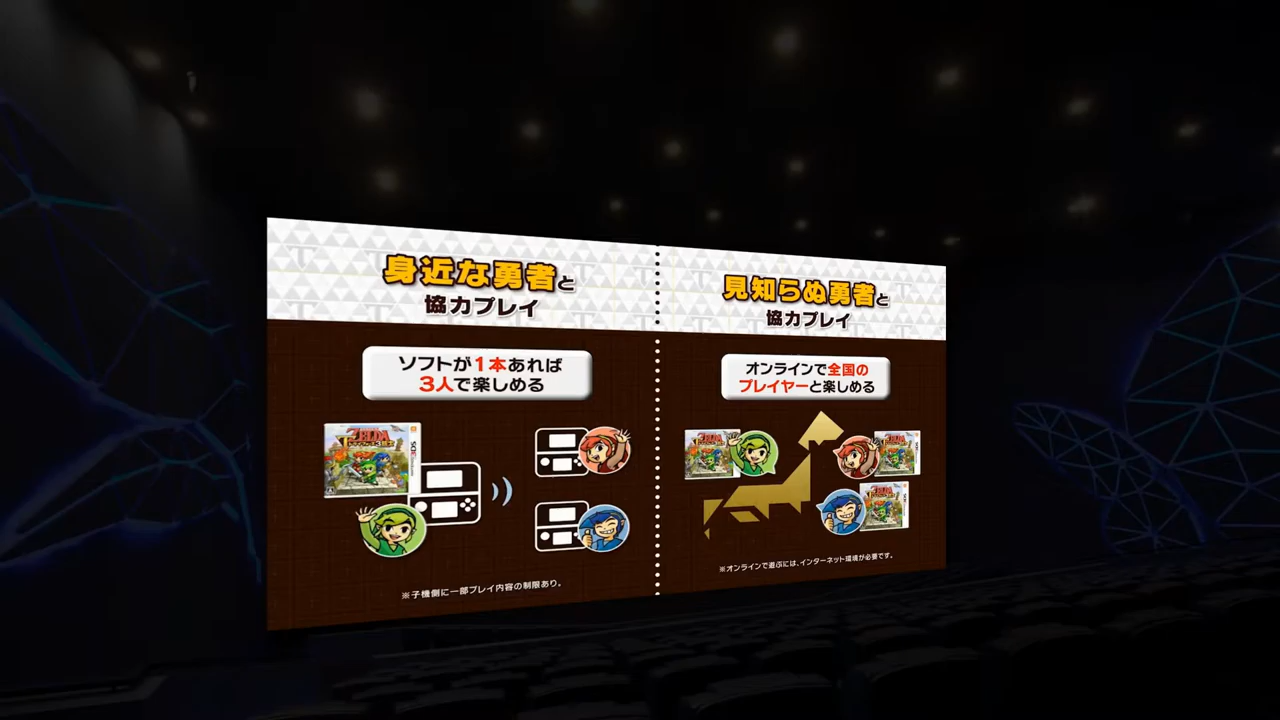 身近な勇者と
協力プレイ
ソフトが1本あれば
3人で楽しめる
ZELDA
※子機側に一部プレイ内容の制限あり。
見知らぬ勇者と
協力プレイ
オンラインで全国の
プレイヤーと楽しめる
ZELDA
※オンラインで遊ぶには、インターネット環境が必要です。